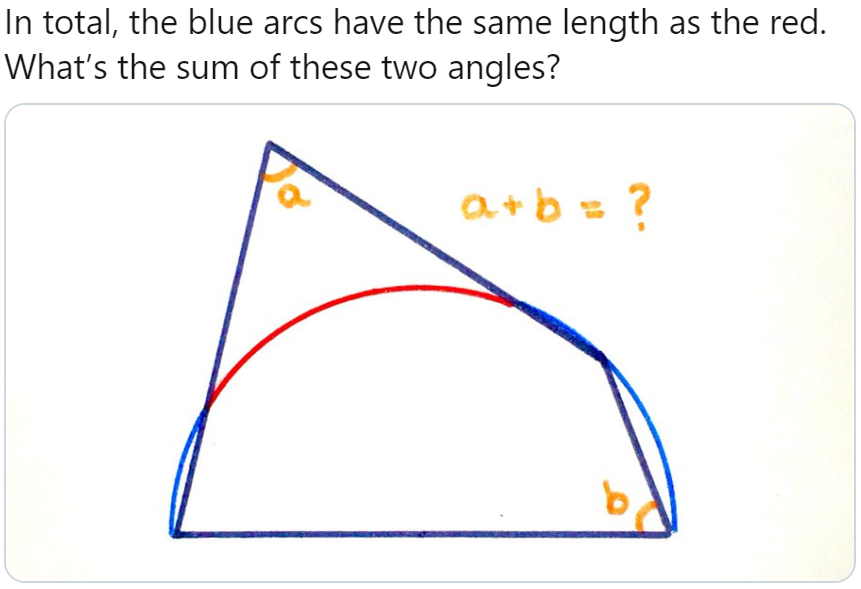 In total, the blue arcs have the same length as the red.
What’s the sum of these two angles?
a
a+b = ?
b